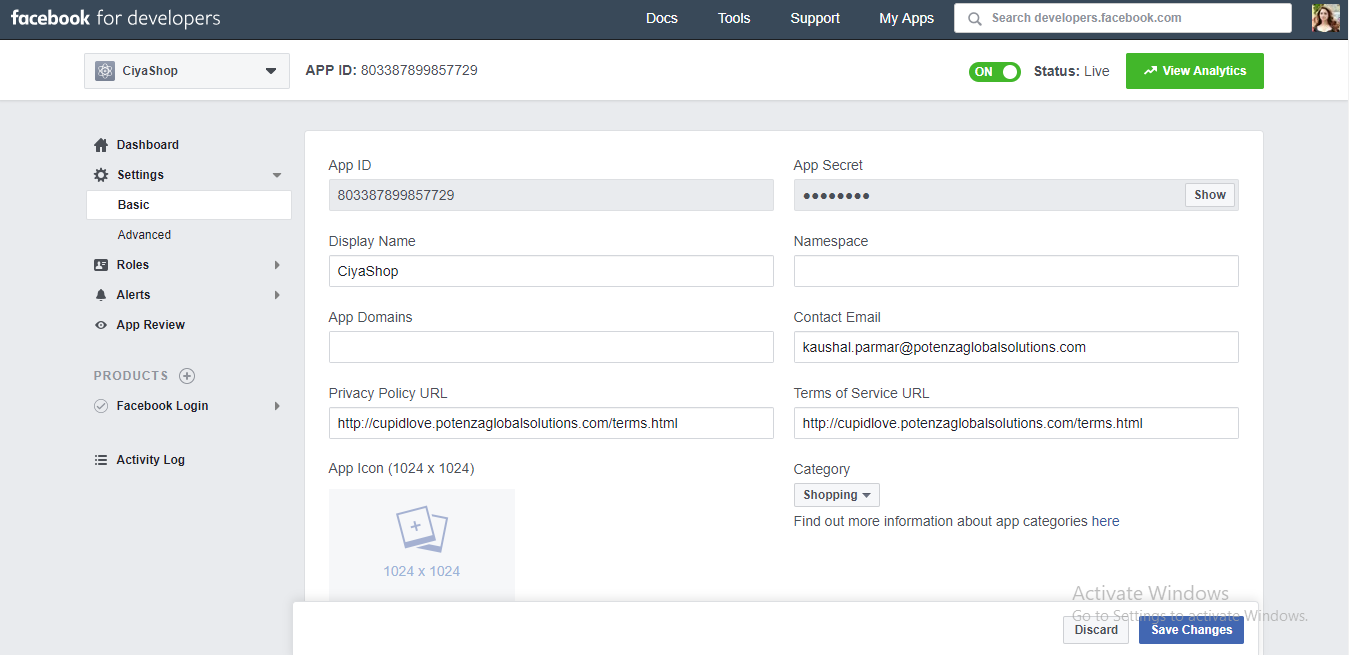 facebook for developers
Docs
Tools
Support
My Apps
Search developers.facebook.com
CiyaShop
APP ID: 803387899857729
ON
Status: Live
View Analytics
Dashboard
Settings
Basic
Advanced
Roles
Alerts
App Review
PRODUCTS
Facebook Login
Activity Log
App ID
803387899857729
App Secret
●●●●●●●●
Show
Display Name
CiyaShop
Namespace
App Domains
Contact Email
kaushal.parmar@potenzaglobalsolutions.com
Privacy Policy URL
http://cupidlove.potenzaglobalsolutions.com/terms.html
Terms of Service URL
http://cupidlove.potenzaglobalsolutions.com/terms.html
App Icon (1024 x 1024)
1024 x 1024
Category
Shopping
Find out more information about app categories here
Activate Windows
Go to Settings to activate Windows.
Discard
Save Changes